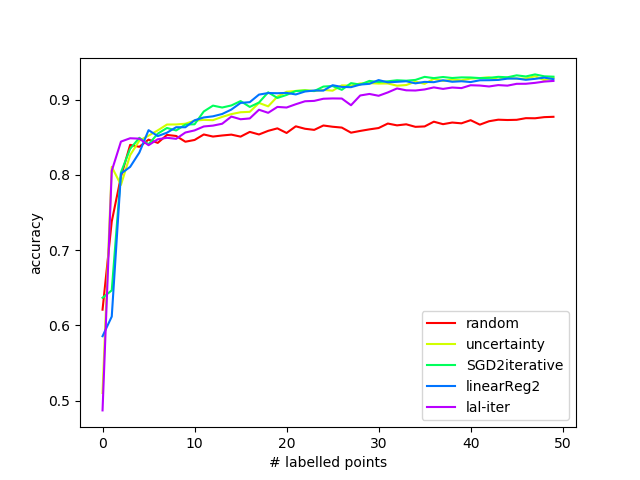 0.9
0.8
0.7
0.6
0.5
accuracy
0 10 20 30 40 50
# labelled points
random
uncertainty
SGD2iterative
linearReg2
lal-iter